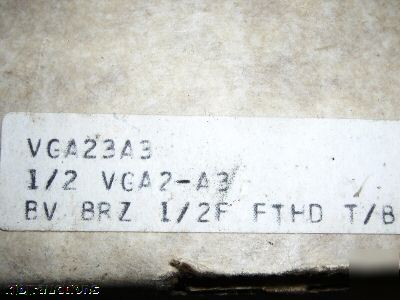 VGA23A3
1/2 VGA2-A3
BV BRZ 1/2F FTHD T/B